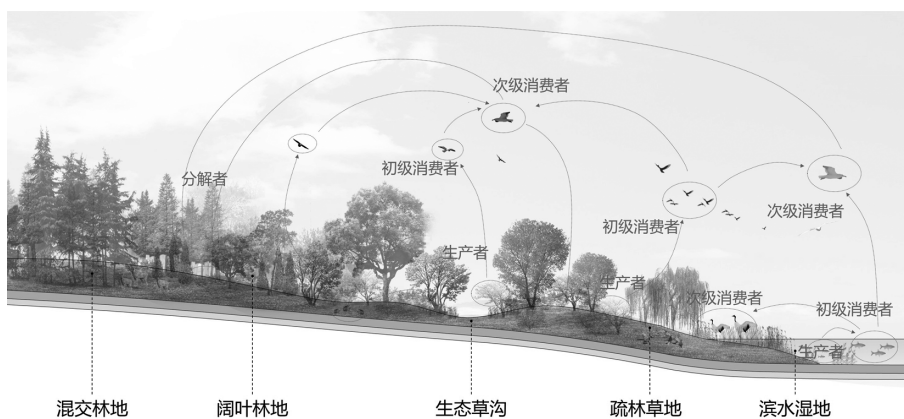 次级消费者
初级消费者
分解者
次级消费者
初级消费者
生产者
生产者
次级消费者
初级消费者
生产者
混交林地
阔叶林地
生态草沟
疏林草地
滨水湿地